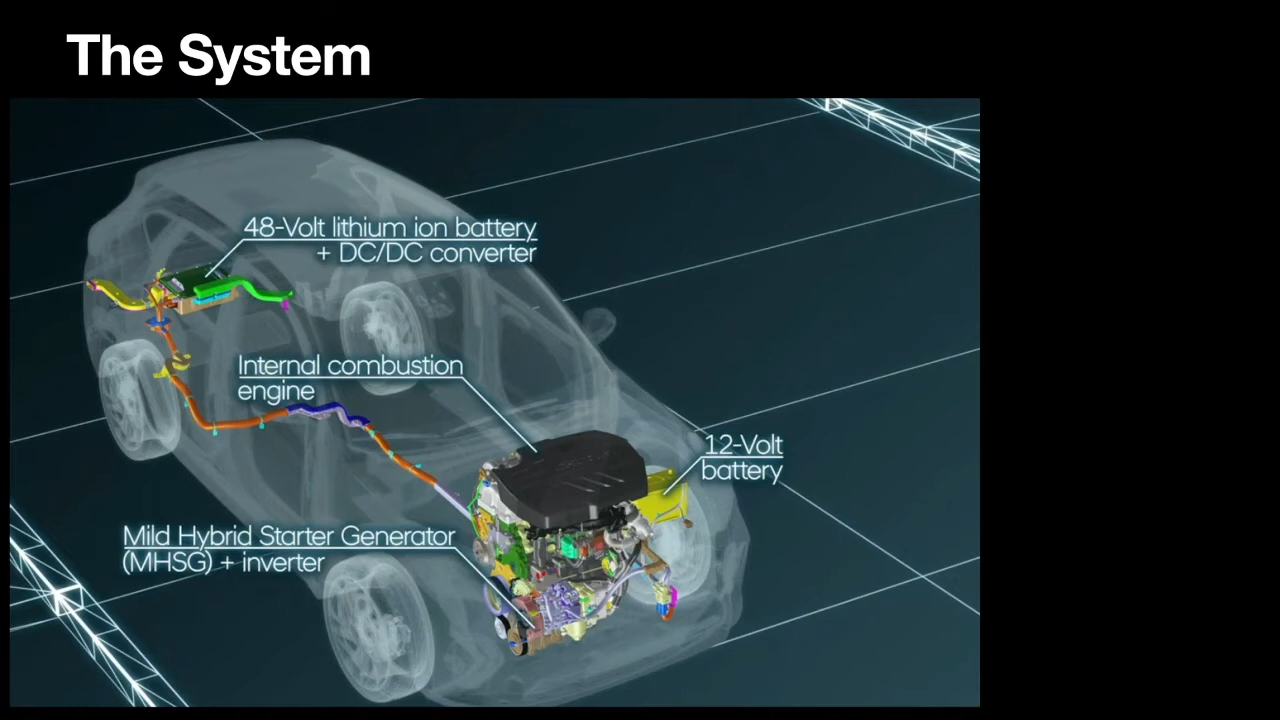 The System
48-Volt lithium ion battery
+ DC/DC converter
Internal combustion
engine
12-Volt
battery
Mild Hybrid Starter Generator
(MHSG) + inverter